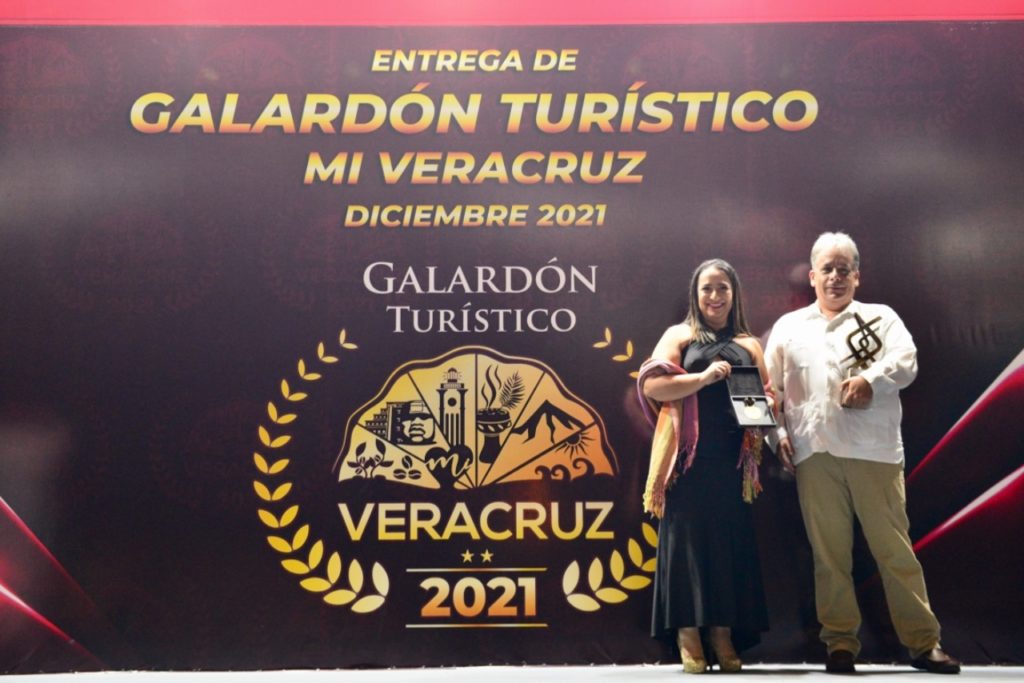 ENTREGA DE
GALARDÓN TURÍSTICO
MI VERACRUZ
DICIEMBRE 2021
GALARDÓN
TURÍSTICO
VERACRUZ
2021